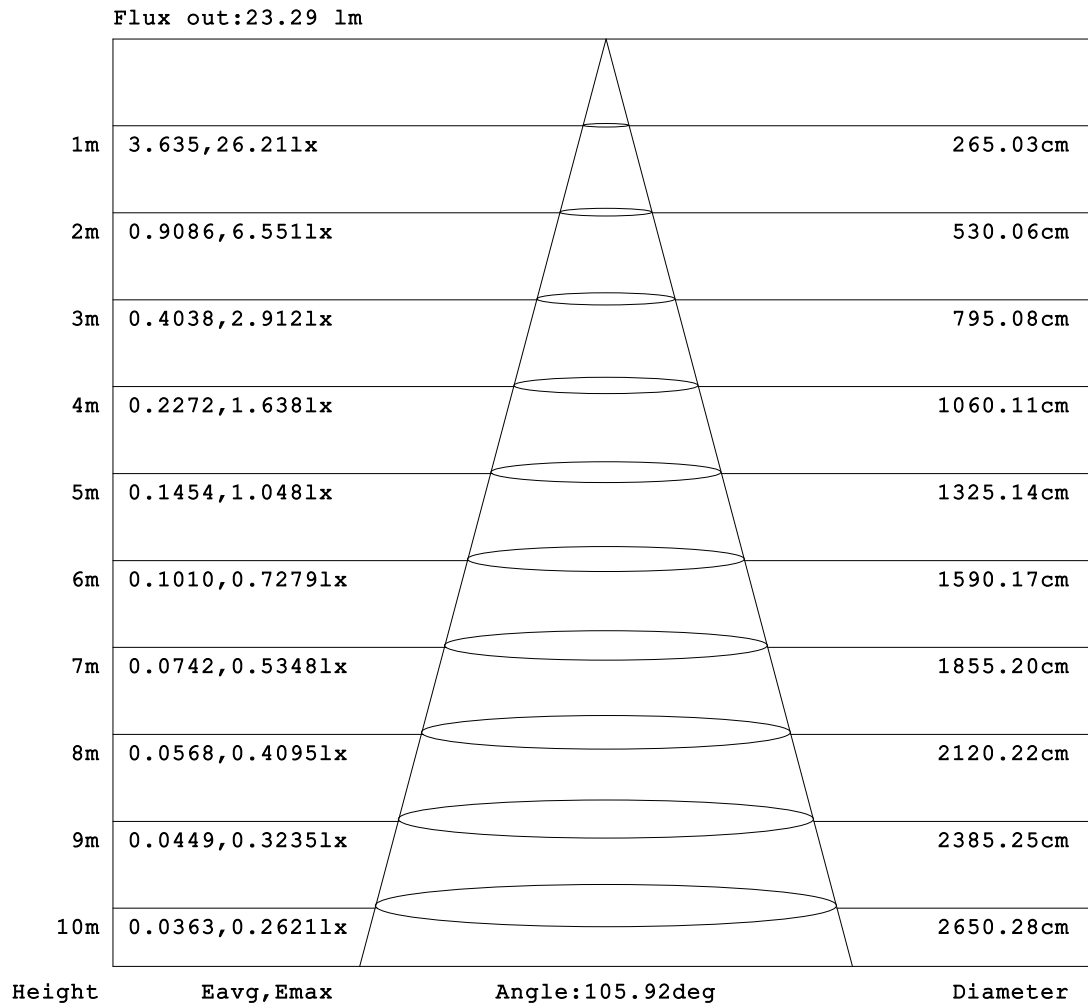 Flux out:23.29 lm
1m 3.635,26.21lx 265.03cm
2m 0.9086,6.551lx 530.06cm
3m 0.4038,2.912lx 795.08cm
4m 0.2272,1.638lx 1060.11cm
5m 0.1454,1.048lx 1325.14cm
6m 0.1010,0.7279lx 1590.17cm
7m 0.0742,0.5348lx 1855.20cm
8m 0.0568,0.4095lx 2120.22cm
9m 0.0449,0.3235lx 2385.25cm
10m 0.0363,0.2621lx 2650.28cm
Height Eavg,Emax Angle:105.92deg Diameter